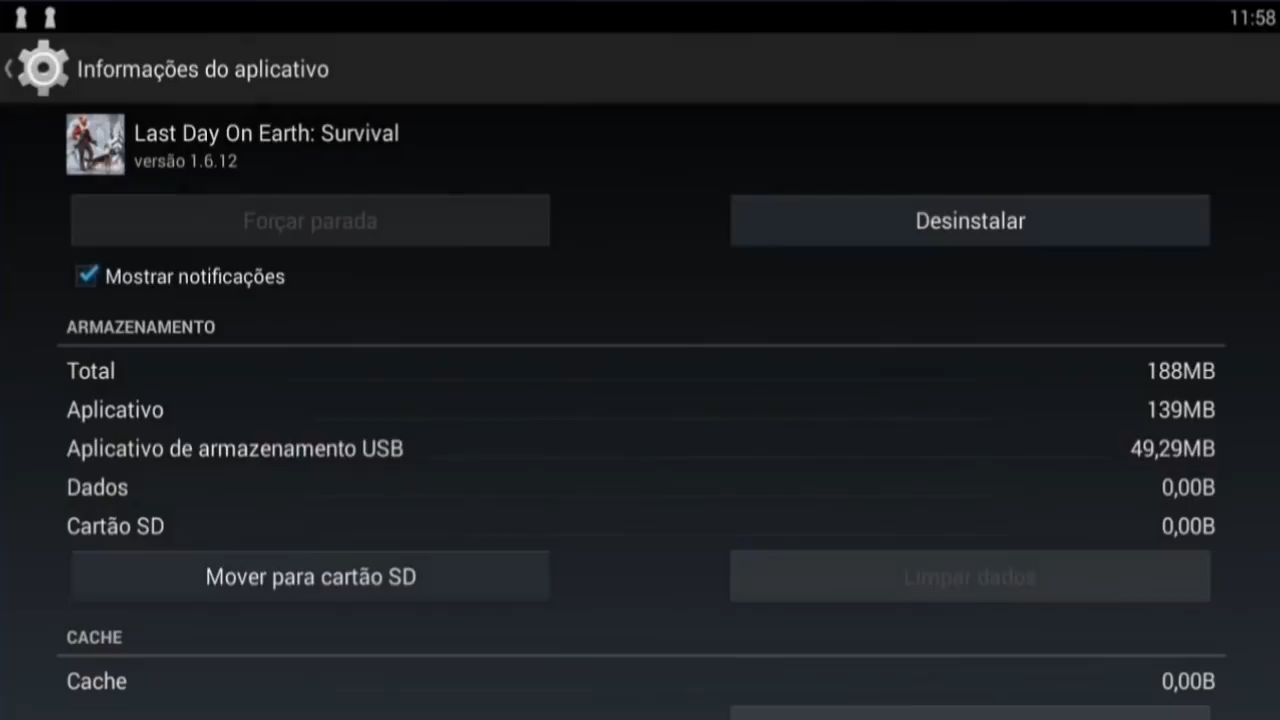 11:58
Informações do aplicativo
Last Day On Earth: Survival
versão 1.6.12
Forçar parada
Desinstalar
Mostrar notificações
ARMAZENAMENTO
Total 188MB
Aplicativo 139MB
Aplicativo de armazenamento USB 49,29MB
Dados 0,00B
Cartão SD 0,00B
Mover para cartão SD
Limpar dados
CACHE
Cache 0,00B